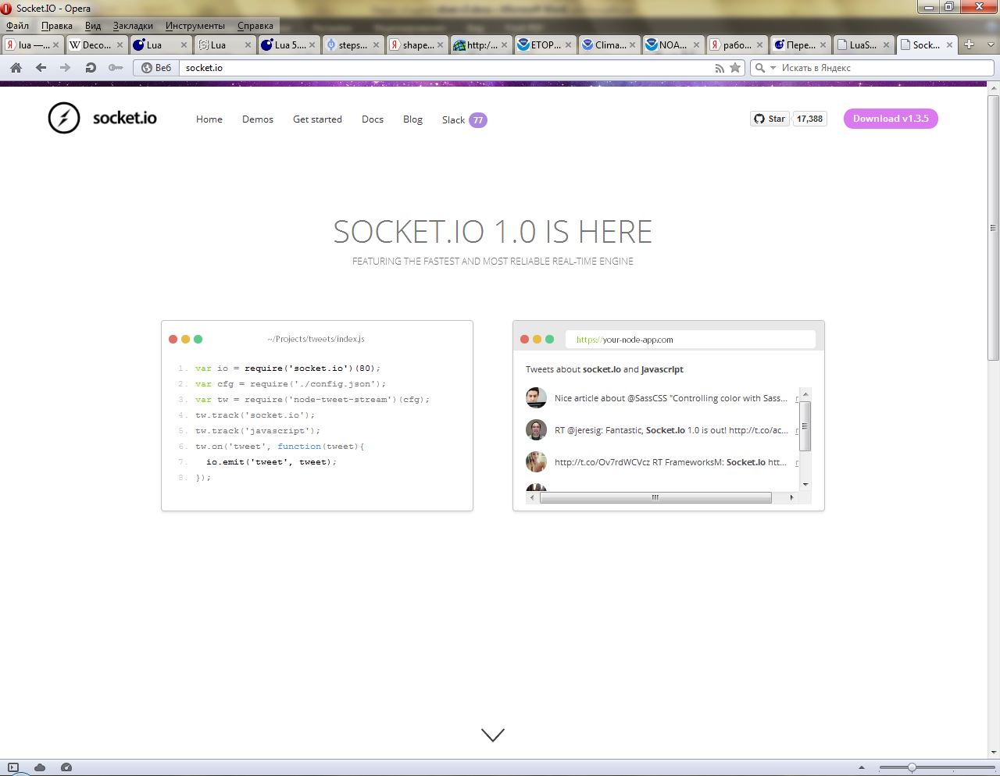 Socket.IO - Opera
Файл Правка Вид Закладки Инструменты Справка
lua —... Deco... Lua Lua Lua 5.... steps... shape... http:/... ETOP... Clima... NOA... рабо... Пере... LuaS... Sock...
Веб socket.io Искать в Яндекс
socket.io Home Demos Get started Docs Blog Slack 77 Star 17,388 Download v1.3.5
SOCKET.IO 1.0 IS HERE
FEATURING THE FASTEST AND MOST RELIABLE REAL-TIME ENGINE
~/Projects/tweets/index.js
1. var io = require('socket.io')(80);
2. var cfg = require('./config.json');
3. var tw = require('node-tweet-stream')(cfg);
4. tw.track('socket.io');
5. tw.track('javascript');
6. tw.on('tweet', function(tweet){
7. io.emit('tweet', tweet);
8. });
https://your-node-app.com
Tweets about socket.io and javascript
Nice article about @SassCSS "Controlling color with Sass...
RT @jeresig: Fantastic, Socket.io 1.0 is out! http://t.co/ac...
http://t.co/Ov7rdWCVcz RT FrameworksM: Socket.io htt...